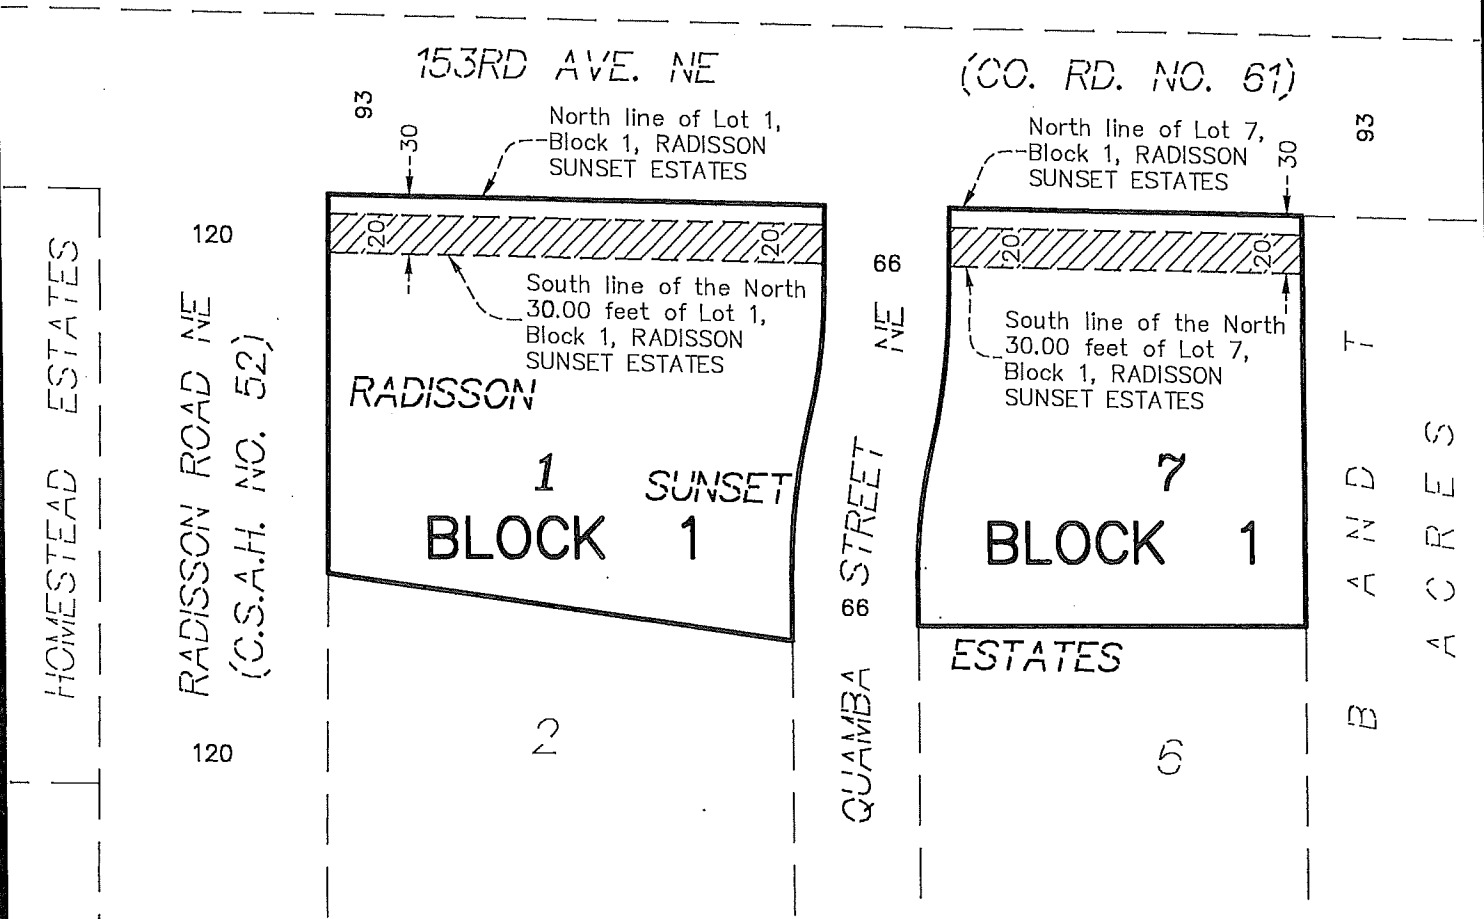 153RD AVE. NE
(CO. RD. NO. 61)
93
93
30
North line of Lot 1,
Block 1, RADISSON
SUNSET ESTATES
North line of Lot 7,
Block 1, RADISSON
SUNSET ESTATES
30
120
20
20
66
20
20
South line of the North
30.00 feet of Lot 1,
Block 1, RADISSON
SUNSET ESTATES
South line of the North
30.00 feet of Lot 7,
Block 1, RADISSON
SUNSET ESTATES
HOMESTEAD ESTATES
RADISSON ROAD NE
(C.S.A.H. NO. 52)
RADISSON
1
SUNSET
BLOCK 1
QUAMBA STREET NE
7
BLOCK 1
B AND T
ACRES
66
ESTATES
120
2
6